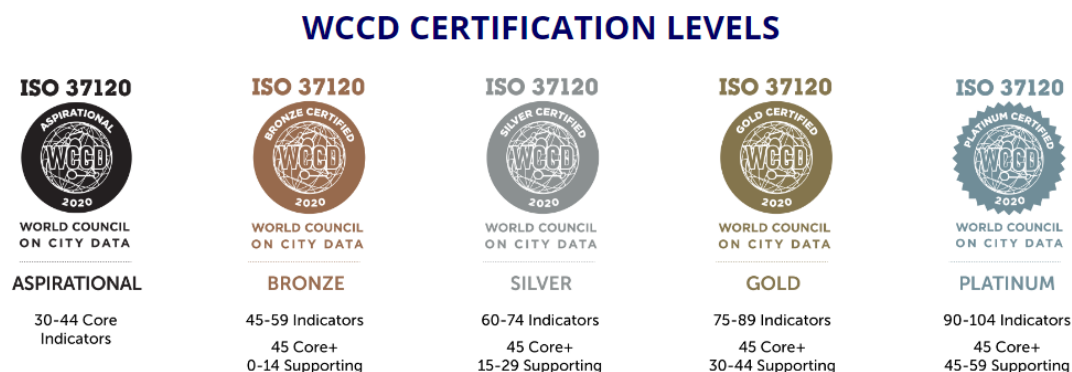 WCCD CERTIFICATION LEVELS
ISO 37120
ASPIRATIONAL
WCCD
2020
WORLD COUNCIL
ON CITY DATA
ASPIRATIONAL
30-44 Core
Indicators
ISO 37120
BRONZE CERTIFIED
WCCD
2020
WORLD COUNCIL
ON CITY DATA
BRONZE
45-59 Indicators
45 Core+
0-14 Supporting
ISO 37120
SILVER CERTIFIED
WCCD
2020
WORLD COUNCIL
ON CITY DATA
SILVER
60-74 Indicators
45 Core+
15-29 Supporting
ISO 37120
GOLD CERTIFIED
WCCD
2020
WORLD COUNCIL
ON CITY DATA
GOLD
75-89 Indicators
45 Core+
30-44 Supporting
ISO 37120
PLATINUM CERTIFIED
WCCD
2020
WORLD COUNCIL
ON CITY DATA
PLATINUM
90-104 Indicators
45 Core+
45-59 Supporting